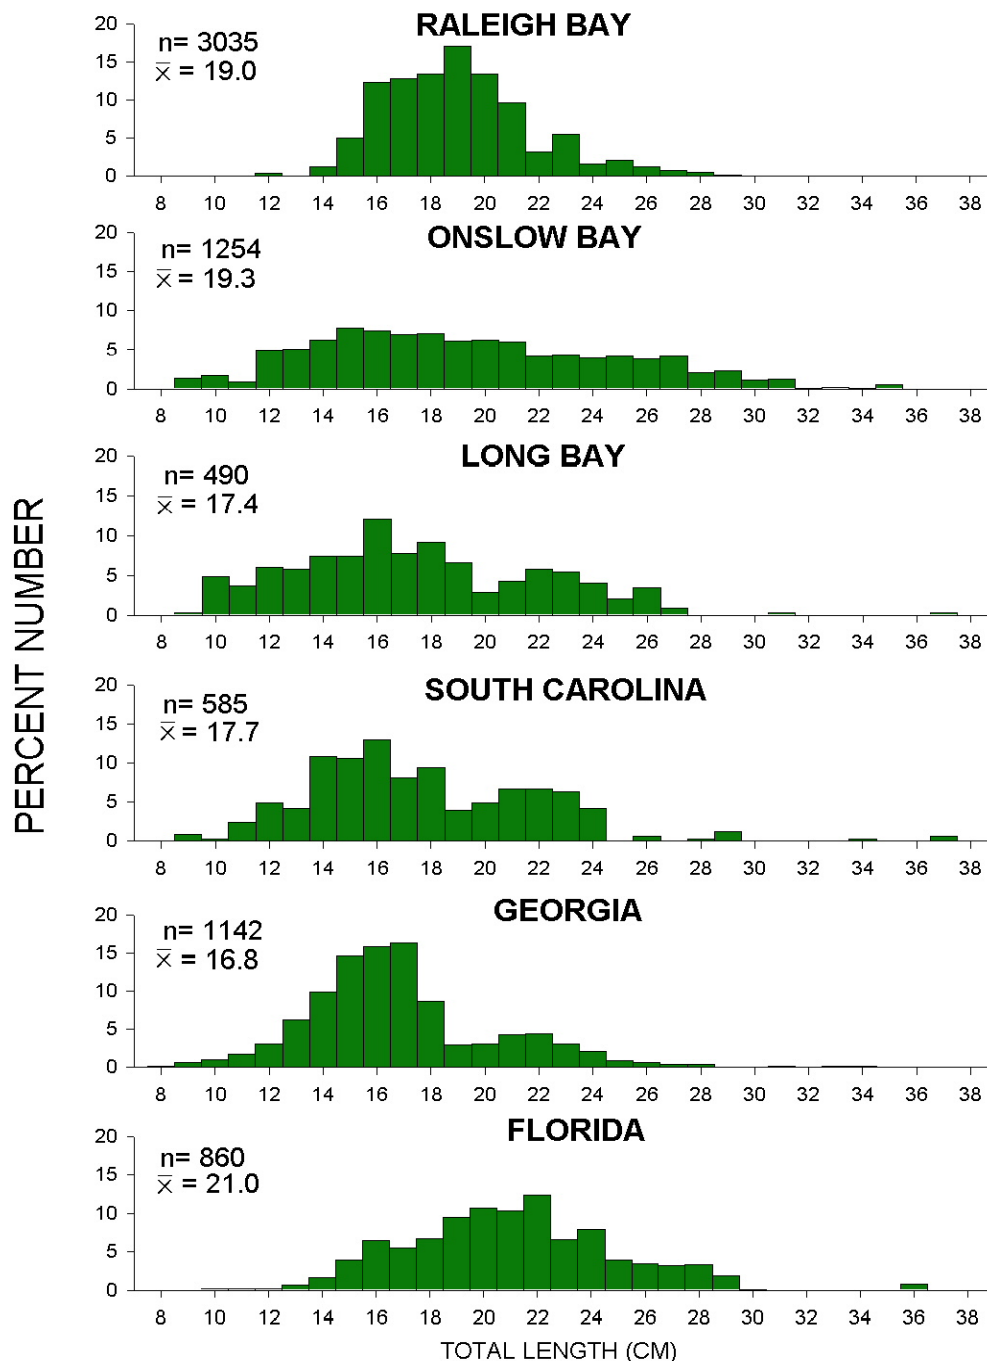 PERCENT NUMBER
RALEIGH BAY
n= 3035
x̅ = 19.0
20
15
10
5
0
8 10 12 14 16 18 20 22 24 26 28 30 32 34 36 38
ONSLOW BAY
n= 1254
x̅ = 19.3
20
15
10
5
0
8 10 12 14 16 18 20 22 24 26 28 30 32 34 36 38
LONG BAY
n= 490
x̅ = 17.4
20
15
10
5
0
8 10 12 14 16 18 20 22 24 26 28 30 32 34 36 38
SOUTH CAROLINA
n= 585
x̅ = 17.7
20
15
10
5
0
8 10 12 14 16 18 20 22 24 26 28 30 32 34 36 38
GEORGIA
n= 1142
x̅ = 16.8
20
15
10
5
0
8 10 12 14 16 18 20 22 24 26 28 30 32 34 36 38
FLORIDA
n= 860
x̅ = 21.0
20
15
10
5
0
8 10 12 14 16 18 20 22 24 26 28 30 32 34 36 38
TOTAL LENGTH (CM)